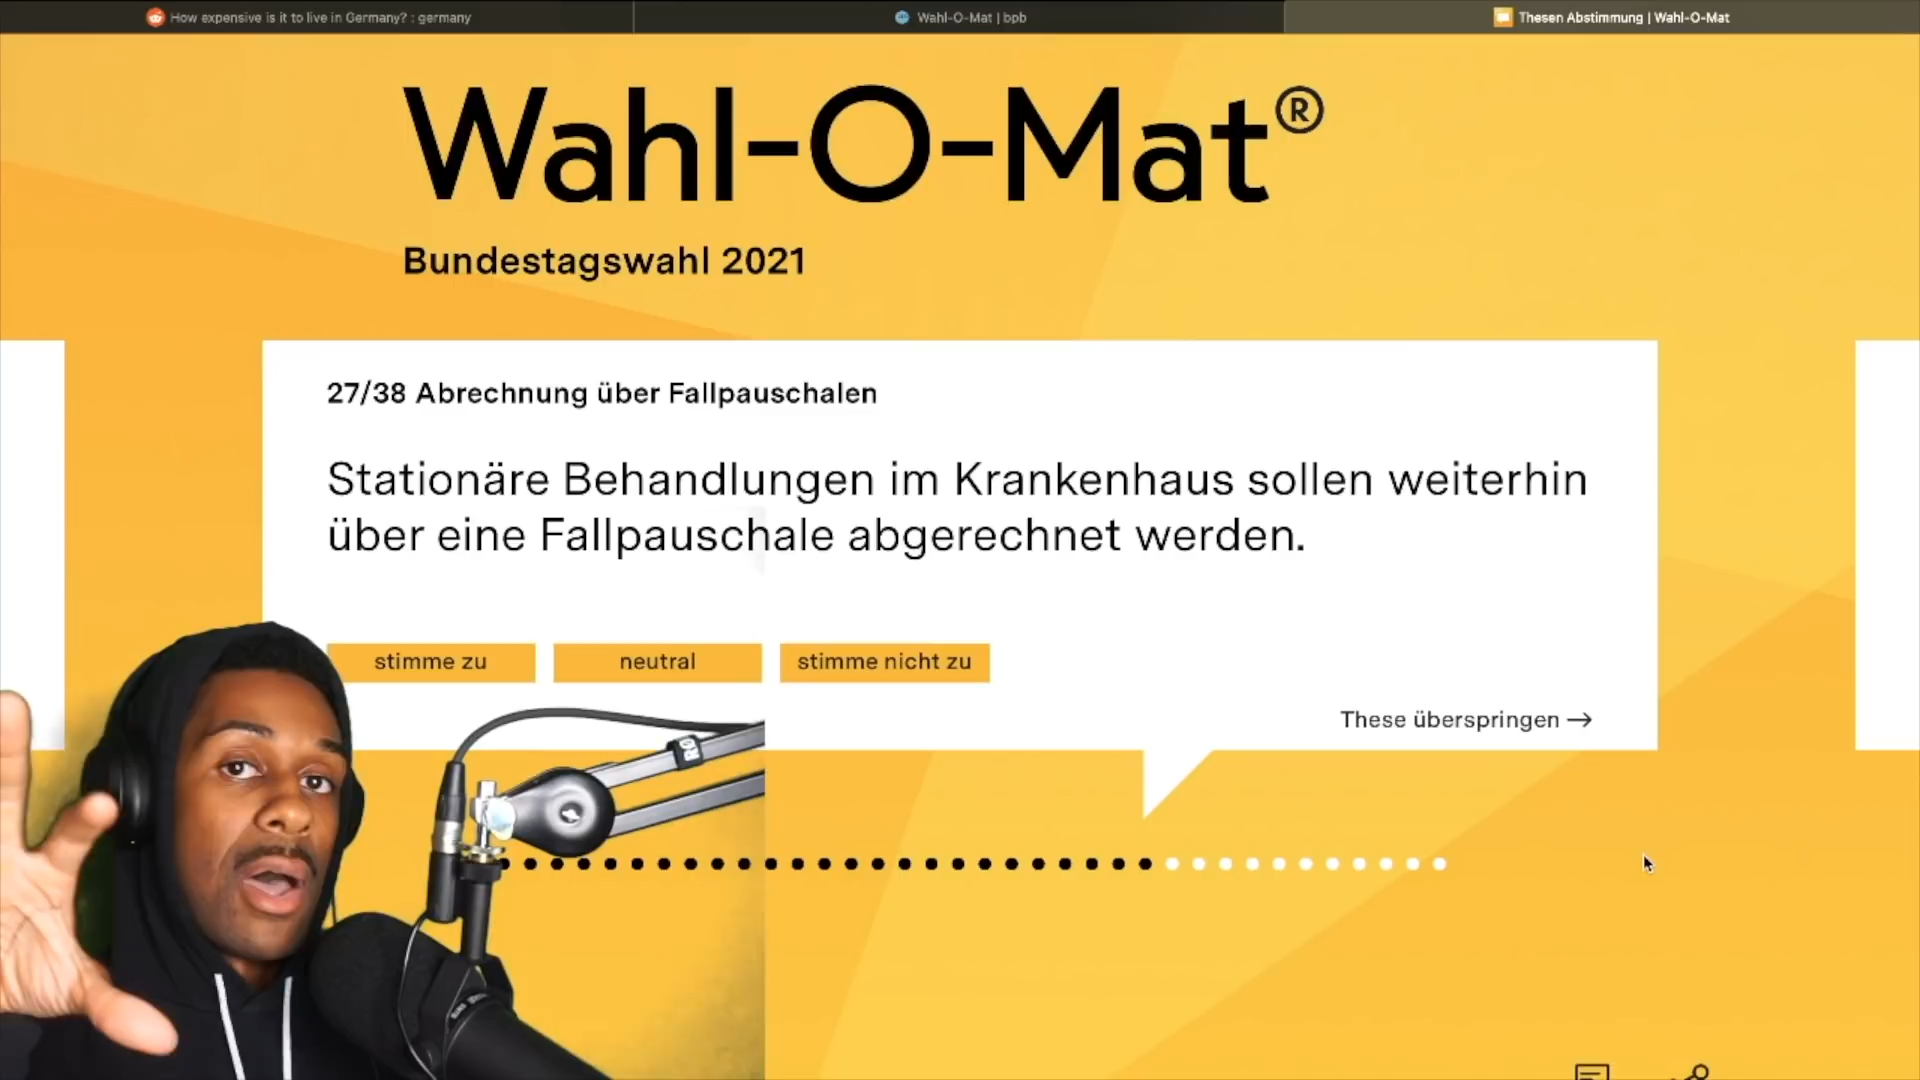 How expensive is it to live in Germany? : germany
Wahl-O-Mat | bpb
Thesen Abstimmung | Wahl-O-Mat
Wahl-O-Mat®
Bundestagswahl 2021
27/38 Abrechnung über Fallpauschalen
Stationäre Behandlungen im Krankenhaus sollen weiterhin
über eine Fallpauschale abgerechnet werden.
stimme zu
neutral
stimme nicht zu
These überspringen →